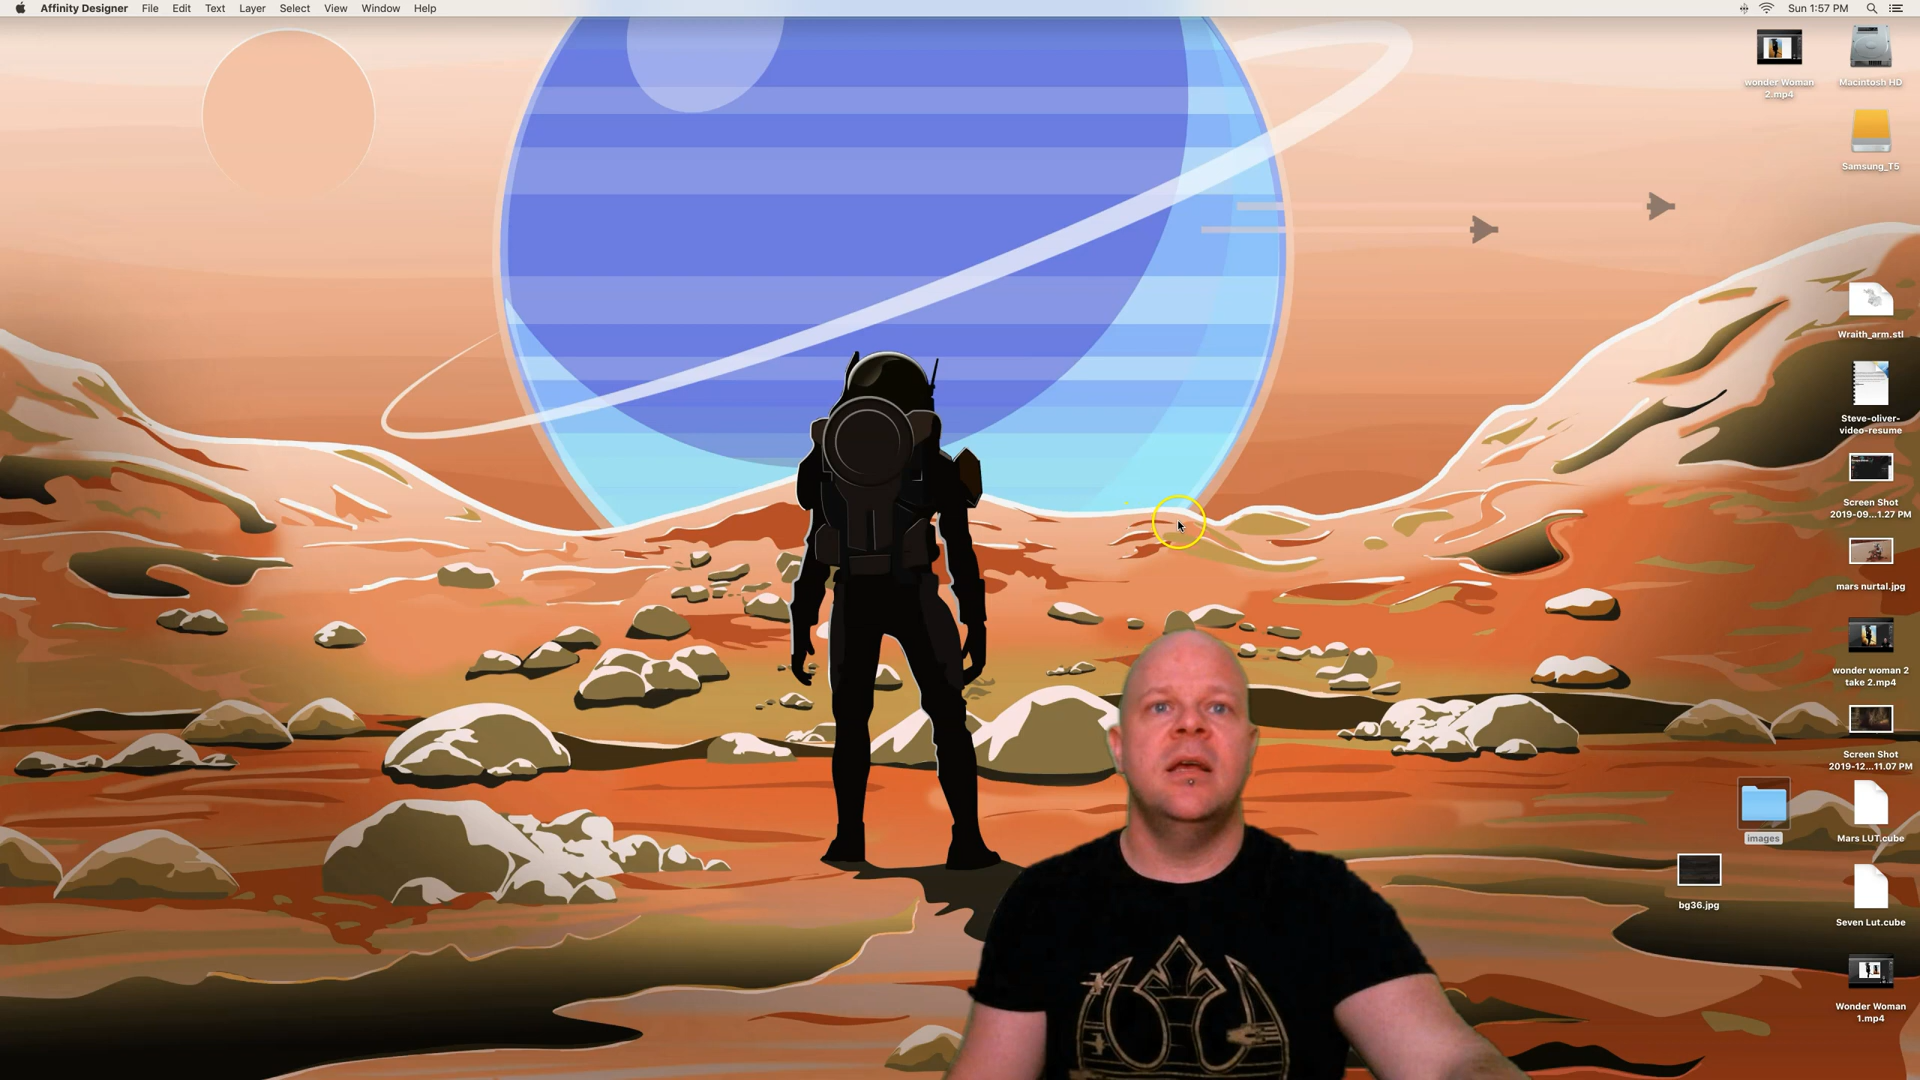 Affinity Designer File Edit Text Layer Select View Window Help Sun 1:57 PM
wonder Woman
2.mp4
Macintosh HD
Samsung_T5
Wraith_arm.stl
Steve-oliver-
video-resume
Screen Shot
2019-09...1.27 PM
mars nurtal.jpg
wonder woman 2
take 2.mp4
Screen Shot
2019-12...11.07 PM
images
Mars LUT.cube
bg36.jpg
Seven Lut.cube
Wonder Woman
1.mp4